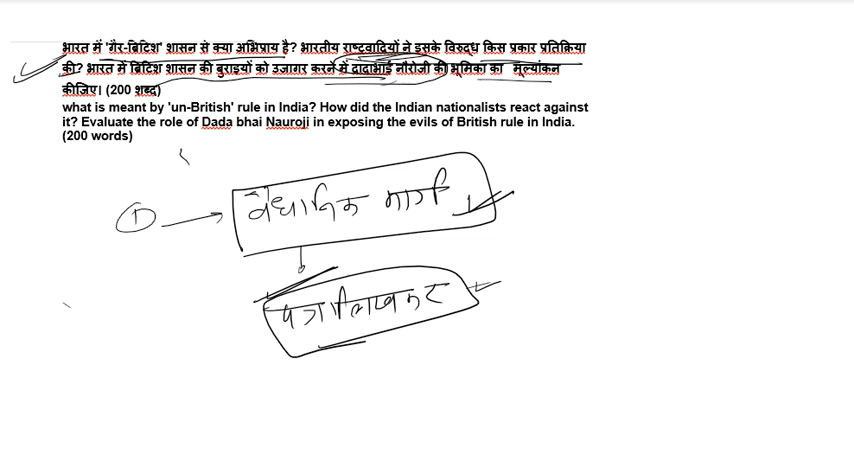 भारत में 'गैर-ब्रिटिश' शासन से क्या अभिप्राय है? भारतीय राष्ट्रवादियों ने इसके विरुद्ध किस प्रकार प्रतिक्रिया
की? भारत में ब्रिटिश शासन की बुराइयों को उजागर करने में दादाभाई नौरोजी की भूमिका का मूल्यांकन
कीजिए। (200 शब्द)
what is meant by 'un-British' rule in India? How did the Indian nationalists react against
it? Evaluate the role of Dada bhai Nauroji in exposing the evils of British rule in India.
(200 words)
① वैधानिक मार्ग
पत्र लिखकर